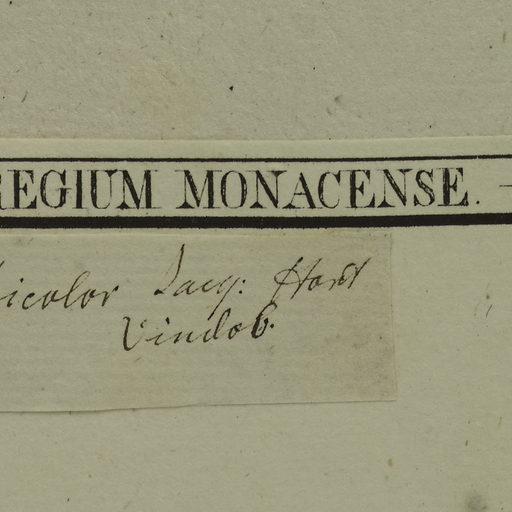 REGIUM MONACENSE. —
icolor Jacq: Hort
Vindob.